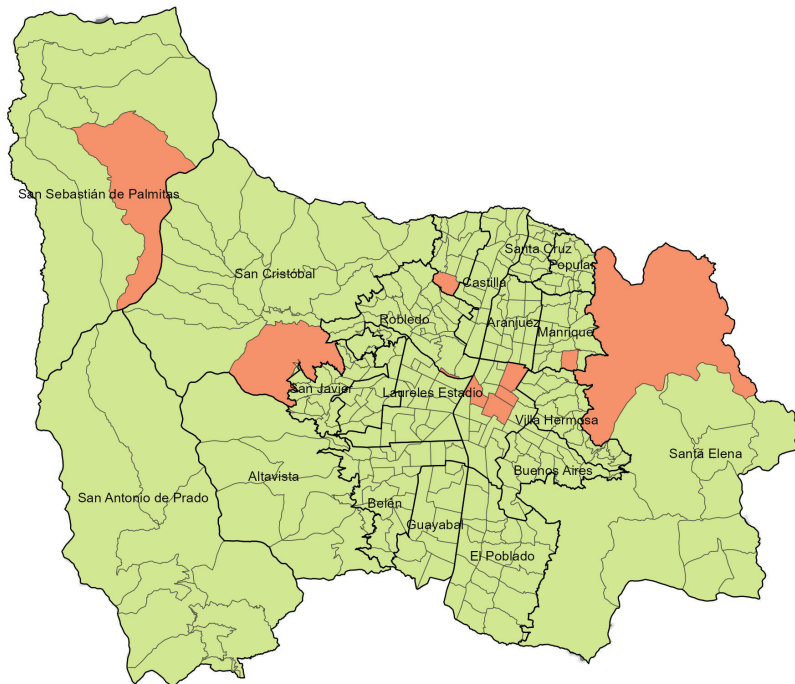 San Sebastián de Palmitas
Santa Cruz
Popular
San Cristóbal
Castilla
Robledo
Aranjuez
Manrique
San Javier
Laureles Estadio
Villa Hermosa
Santa Elena
Altavista
Buenos Aires
San Antonio de Prado
Belén
Guayabal
El Poblado